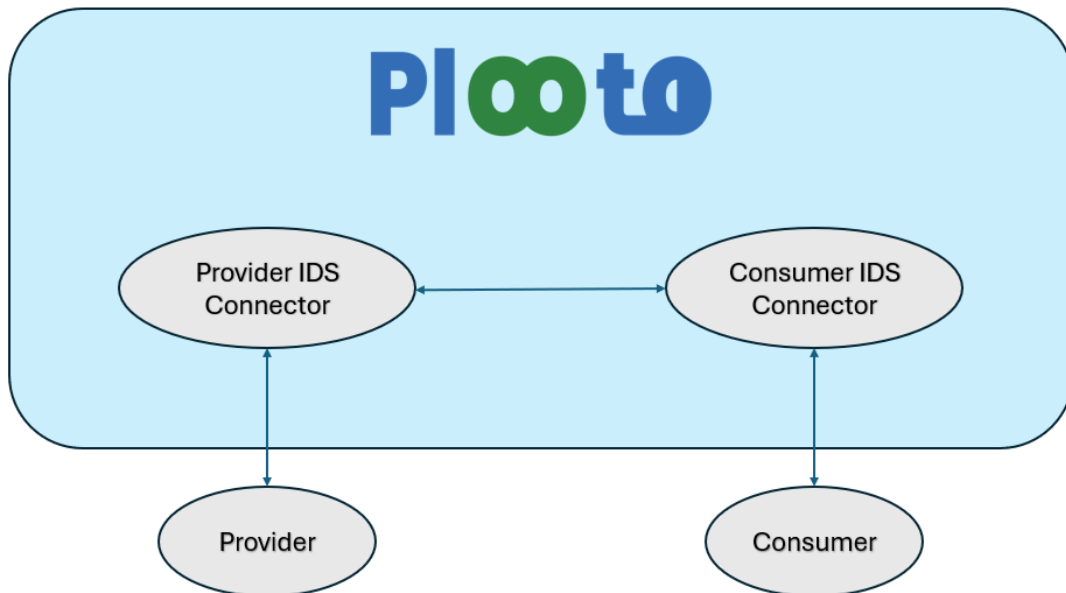 Plooto
Provider IDS
Connector
Consumer IDS
Connector
Provider
Consumer